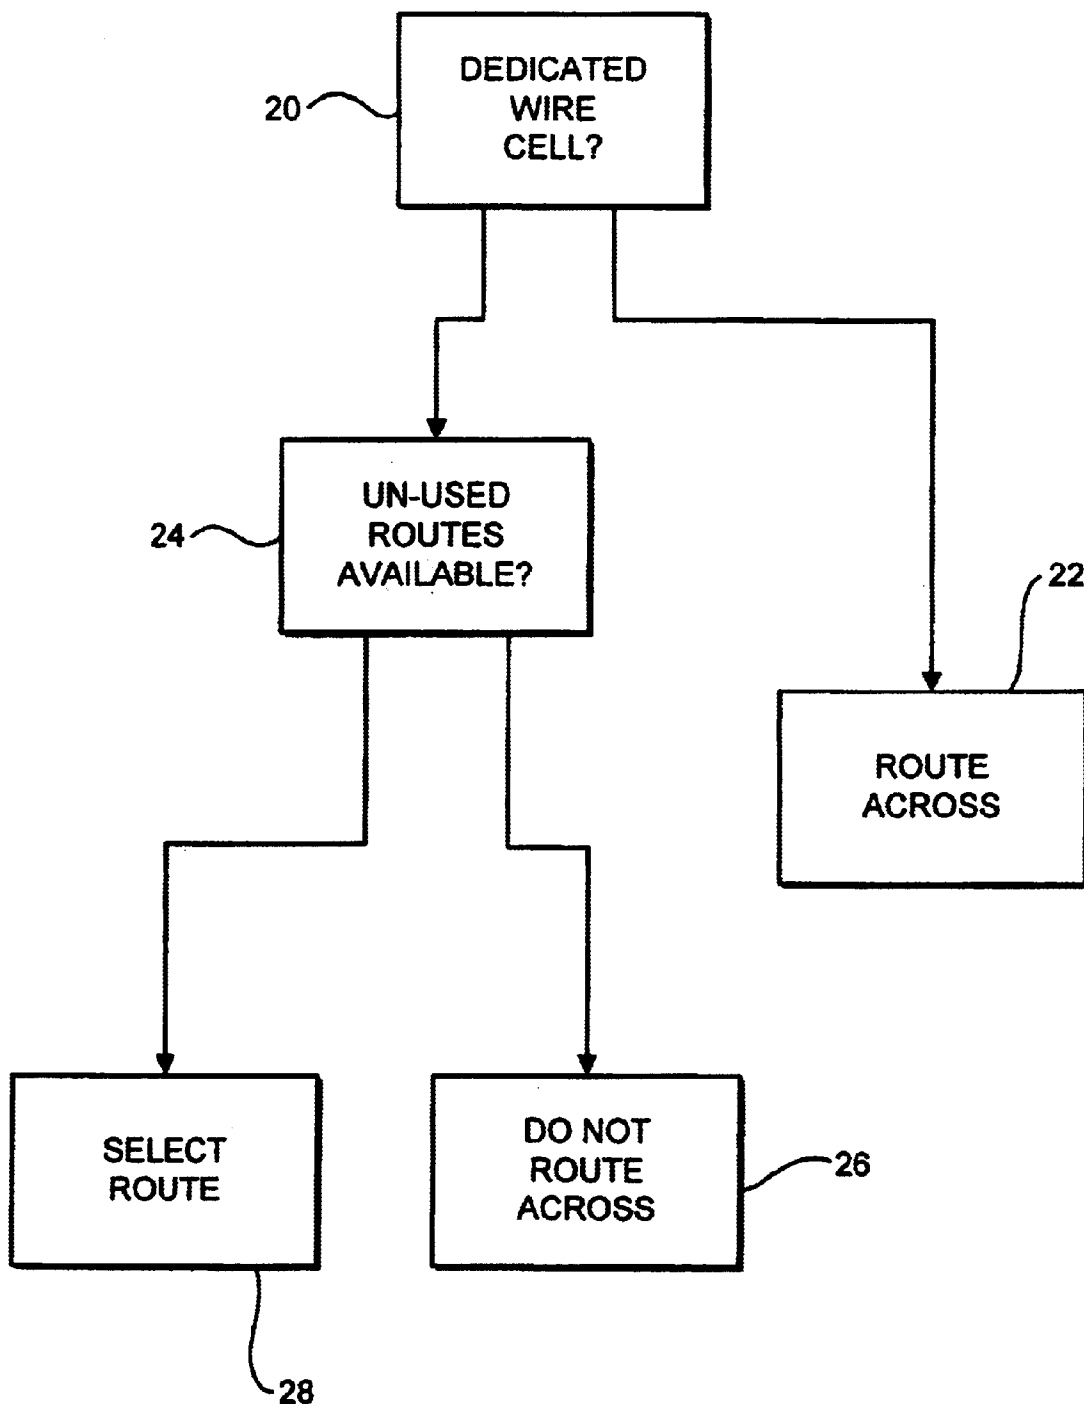 DEDICATED
WIRE
CELL?
20
UN-USED
ROUTES
AVAILABLE?
24
22
ROUTE
ACROSS
SELECT
ROUTE
DO NOT
ROUTE
ACROSS
26
28